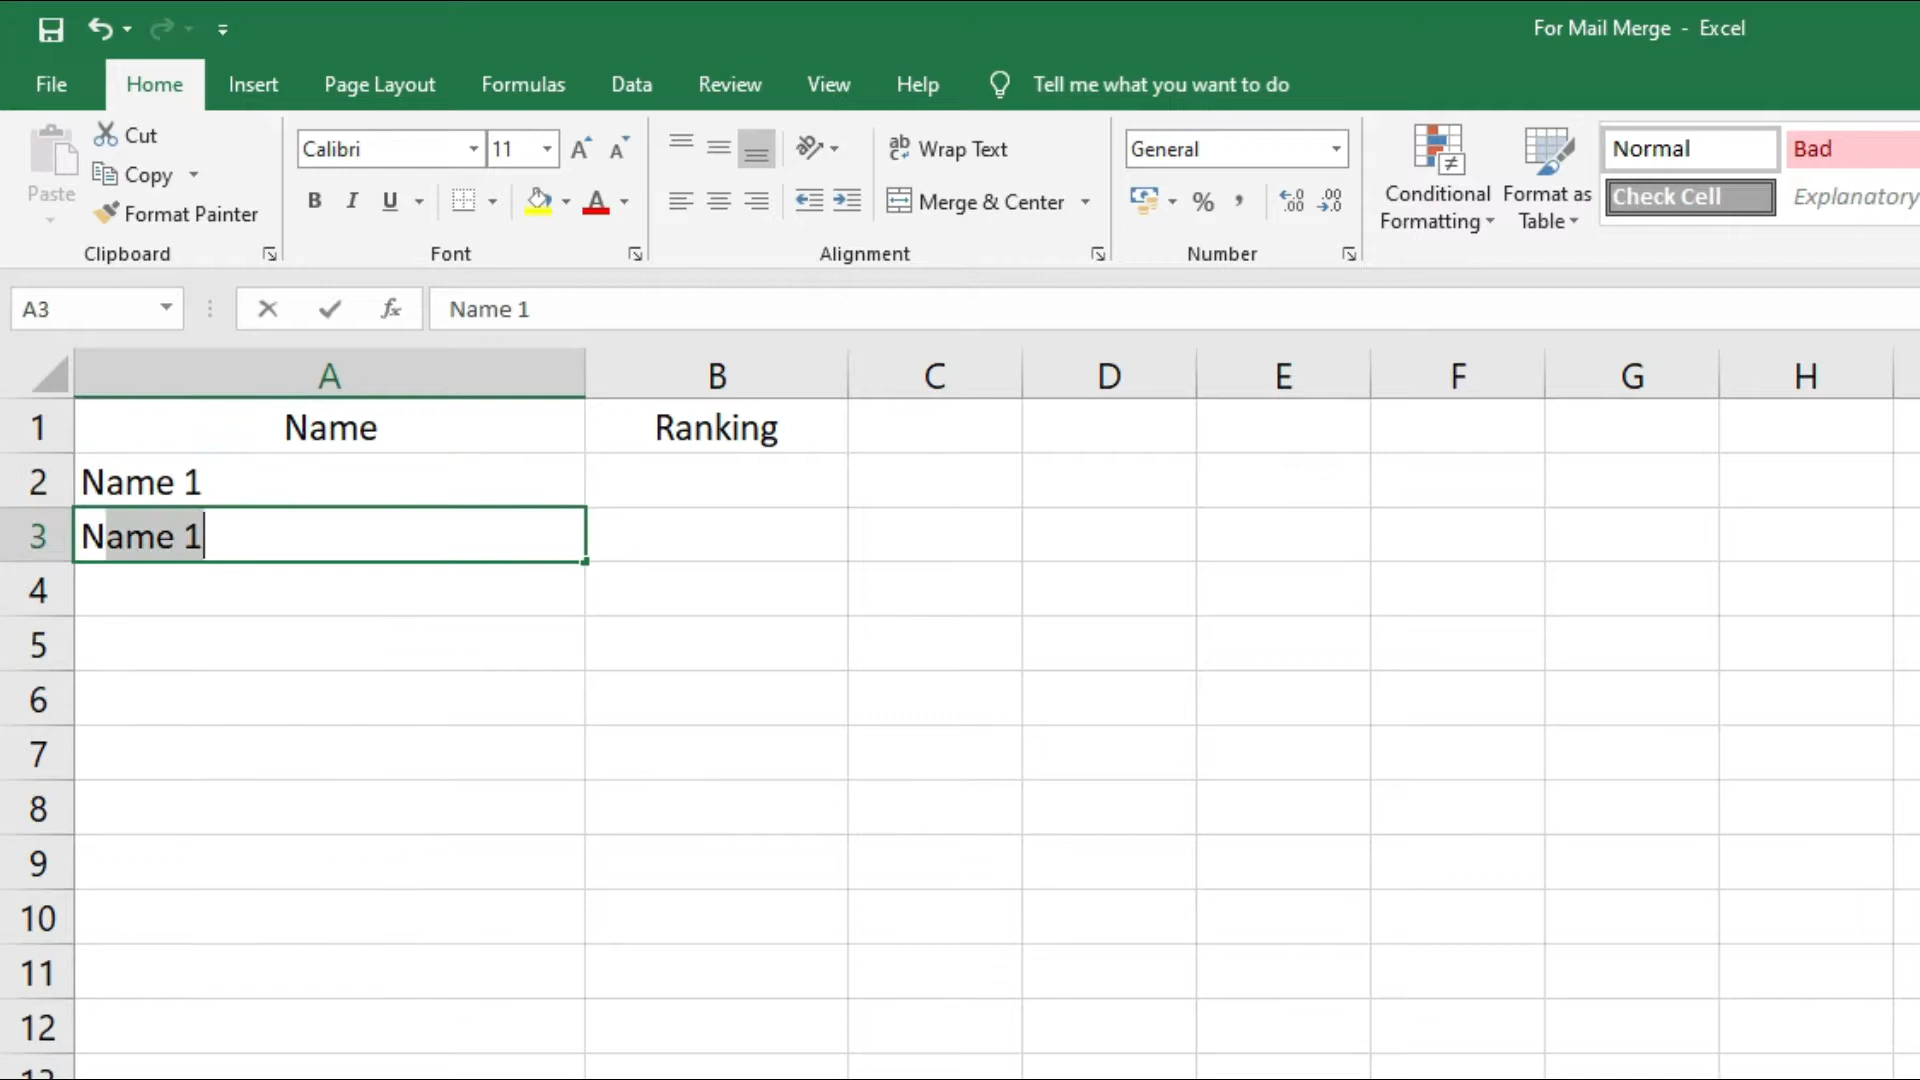 For Mail Merge - Excel
File Home Insert Page Layout Formulas Data Review View Help Tell me what you want to do
Paste
Cut
Copy
Format Painter
Clipboard
Calibri 11
B I U
Font
Wrap Text
Merge & Center
Alignment
General
% ,
Number
Conditional Formatting
Format as Table
Normal Bad
Check Cell Explanatory
A3 fx Name 1
A B C D E F G H
1 Name Ranking
2 Name 1
3 Name 1
4
5
6
7
8
9
10
11
12